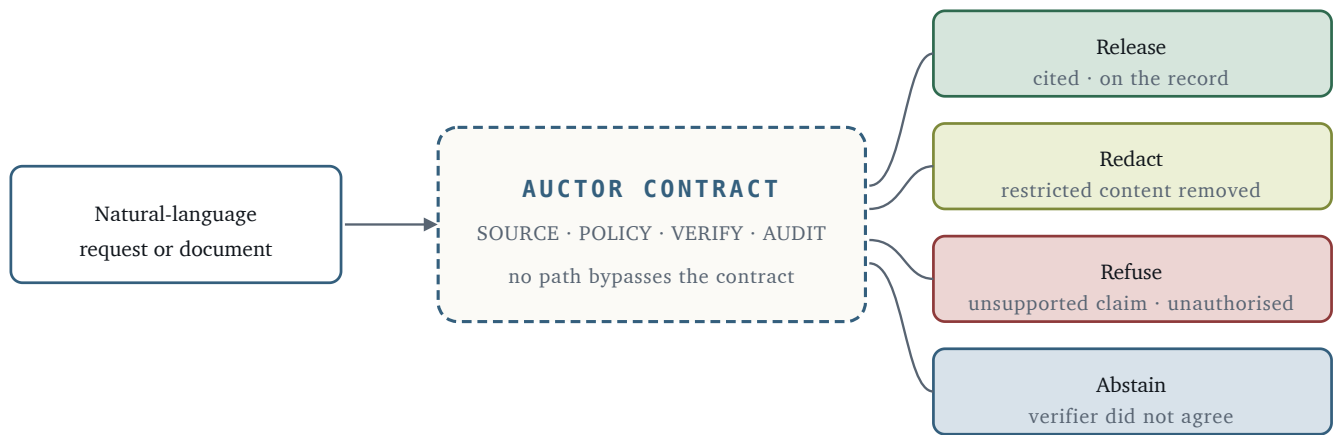 Natural-language
request or document
AUCTOR CONTRACT
SOURCE · POLICY · VERIFY · AUDIT
no path bypasses the contract
Release
cited · on the record
Redact
restricted content removed
Refuse
unsupported claim · unauthorised
Abstain
verifier did not agree